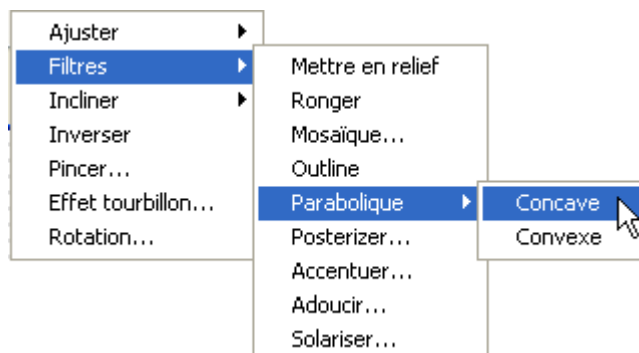 Ajuster
Filtres
Incliner
Inverser
Pincer...
Effet tourbillon...
Rotation...
Mettre en relief
Ronger
Mosaïque...
Outline
Parabolique
Posterizer...
Accentuer...
Adoucir...
Solariser...
Concave
Convexe